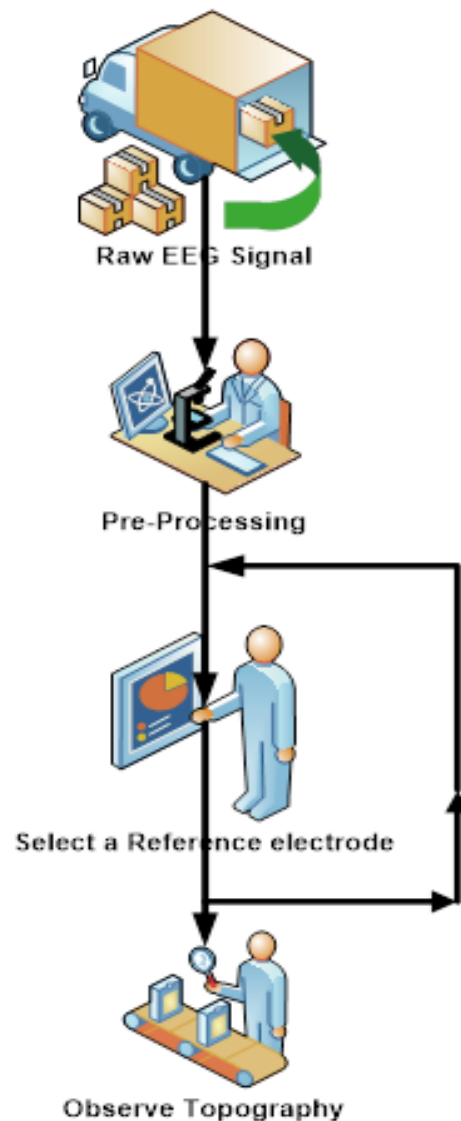 Raw EEG Signal
Pre-Processing
Select a Reference electrode
Observe Topography